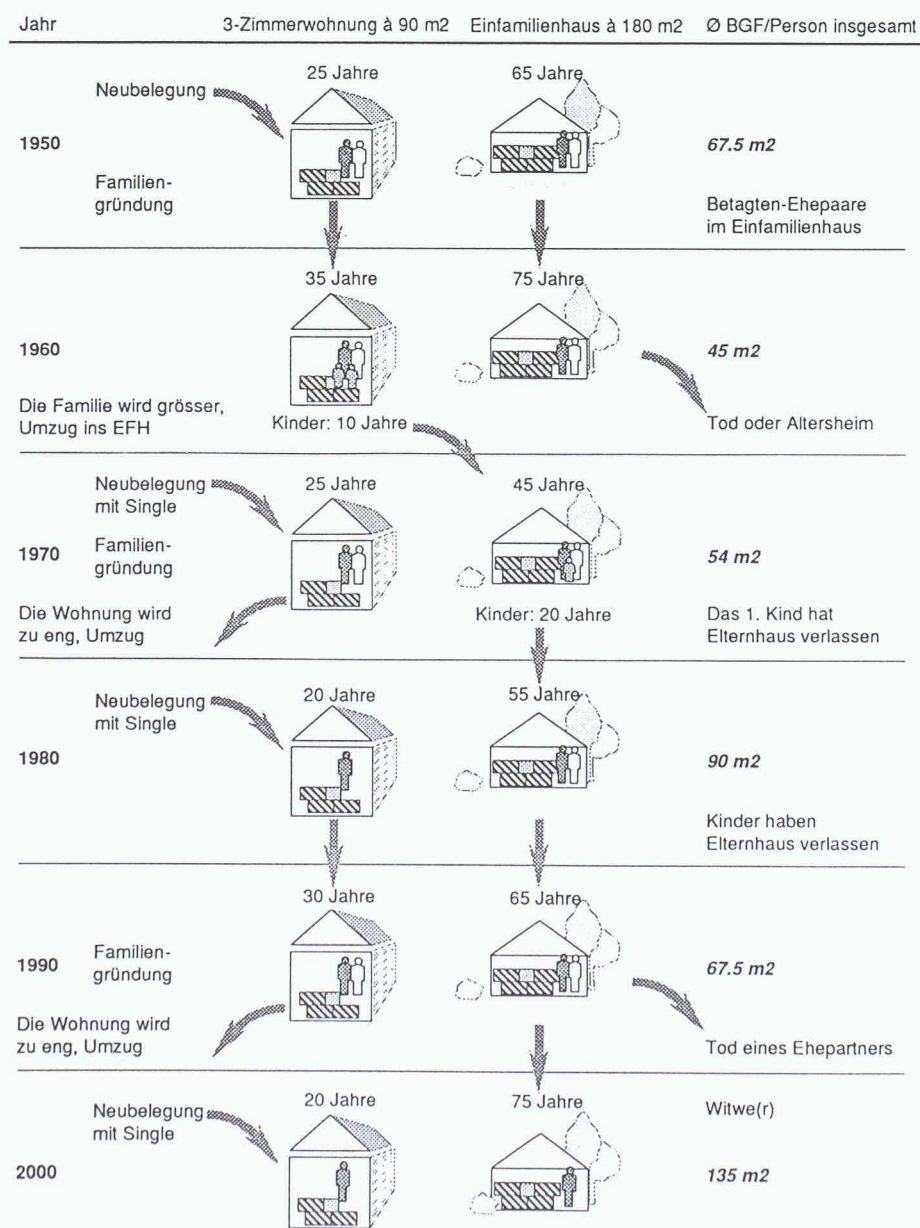 Jahr 3-Zimmerwohnung à 90 m2 Einfamilienhaus à 180 m2 Ø BGF/Person insgesamt
25 Jahre 65 Jahre
Neubelegung
1950 67.5 m2
Familien-
gründung
Betagten-Ehepaare
im Einfamilienhaus
35 Jahre 75 Jahre
1960 45 m2
Die Familie wird grösser,
Umzug ins EFH
Kinder: 10 Jahre
Tod oder Altersheim
Neubelegung
mit Single
25 Jahre 45 Jahre
1970 Familien-
gründung
54 m2
Die Wohnung wird
zu eng, Umzug
Kinder: 20 Jahre
Das 1. Kind hat
Elternhaus verlassen
Neubelegung
mit Single
20 Jahre 55 Jahre
1980 90 m2
Kinder haben
Elternhaus verlassen
30 Jahre 65 Jahre
1990 Familien-
gründung
67.5 m2
Die Wohnung wird
zu eng, Umzug
Tod eines Ehepartners
Neubelegung
mit Single
20 Jahre 75 Jahre
Witwe(r)
2000 135 m2